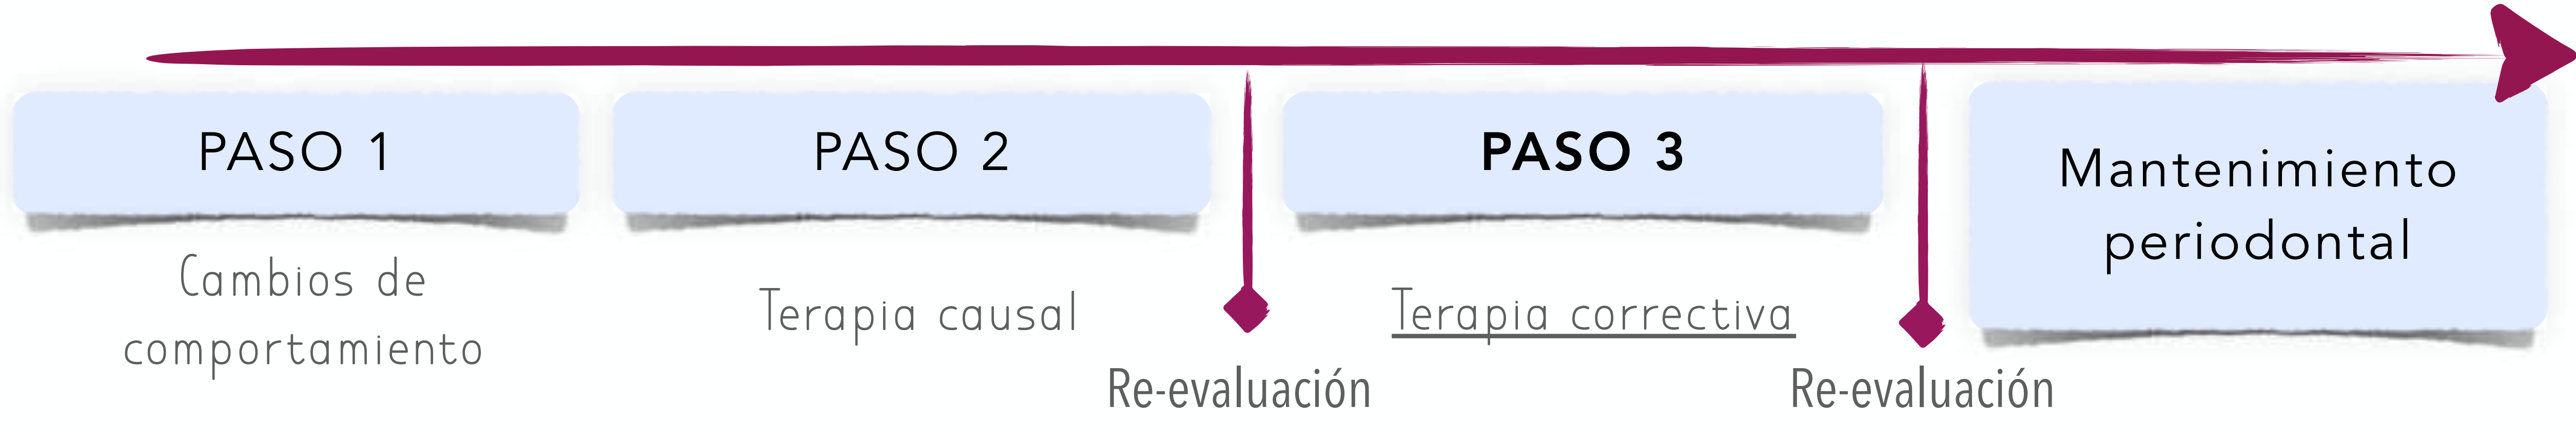 PASO 1
Cambios de
comportamiento
PASO 2
Terapia causal
Re-evaluación
PASO 3
Terapia correctiva
Re-evaluación
Mantenimiento
periodontal